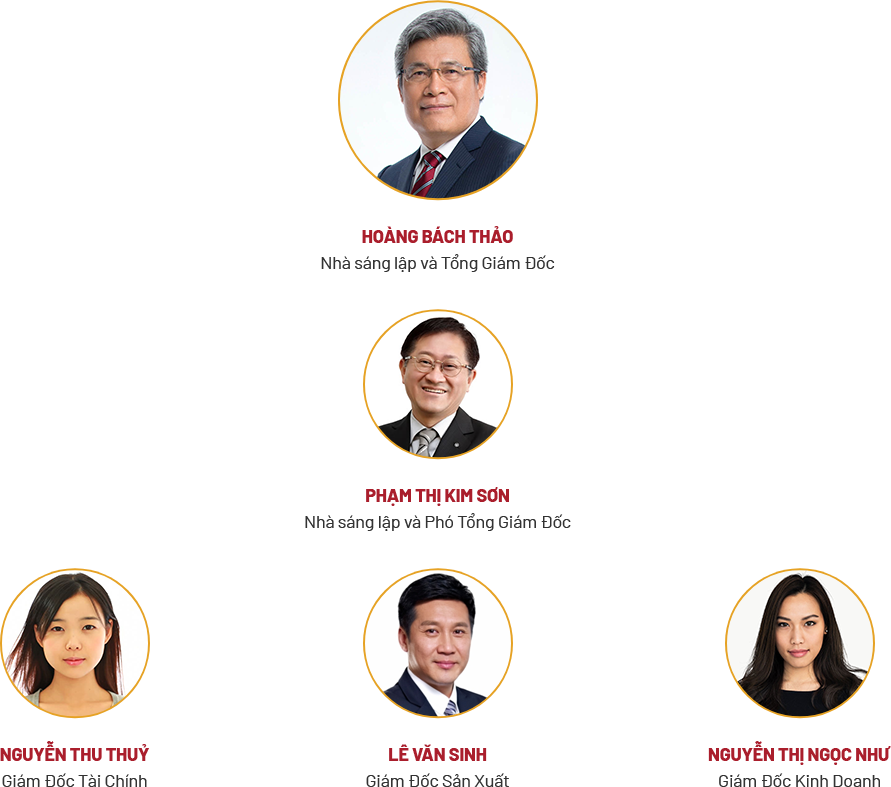 HOÀNG BÁCH THẢO
Nhà sáng lập và Tổng Giám Đốc
PHẠM THỊ KIM SƠN
Nhà sáng lập và Phó Tổng Giám Đốc
NGUYỄN THU THUỶ
Giám Đốc Tài Chính
LÊ VĂN SINH
Giám Đốc Sản Xuất
NGUYỄN THỊ NGỌC NHƯ
Giám Đốc Kinh Doanh